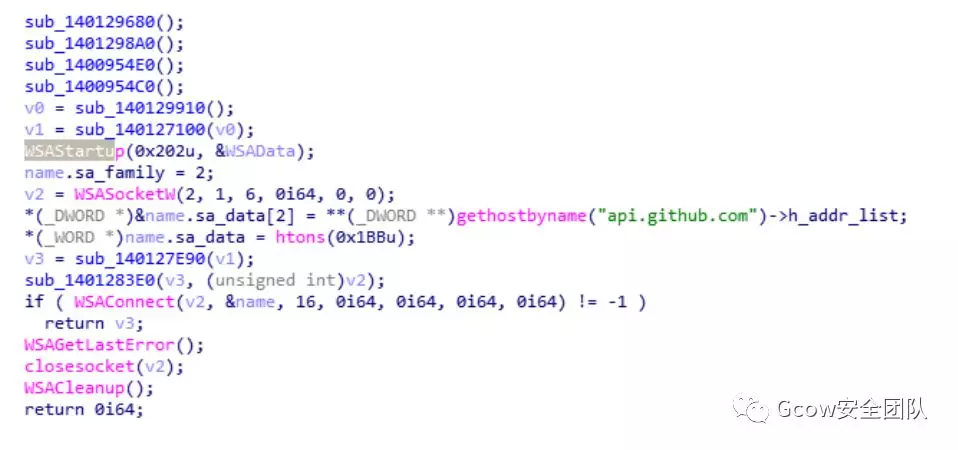 sub_140129680();
sub_1401298A0();
sub_1400954E0();
sub_1400954C0();
v0 = sub_140129910();
v1 = sub_140127100(v0);
WSAStartup(0x202u, &WSAData);
name.sa_family = 2;
v2 = WSASocketW(2, 1, 6, 0i64, 0, 0);
*(_DWORD *)&name.sa_data[2] = **(_DWORD **)gethostbyname("api.github.com")->h_addr_list;
*(_WORD *)name.sa_data = htons(0x1BBu);
v3 = sub_140127E90(v1);
sub_1401283E0(v3, (unsigned int)v2);
if ( WSAConnect(v2, &name, 16, 0i64, 0i64, 0i64, 0i64) != -1 )
return v3;
WSAGetLastError();
closesocket(v2);
WSACleanup();
return 0i64;
Gcow安全团队